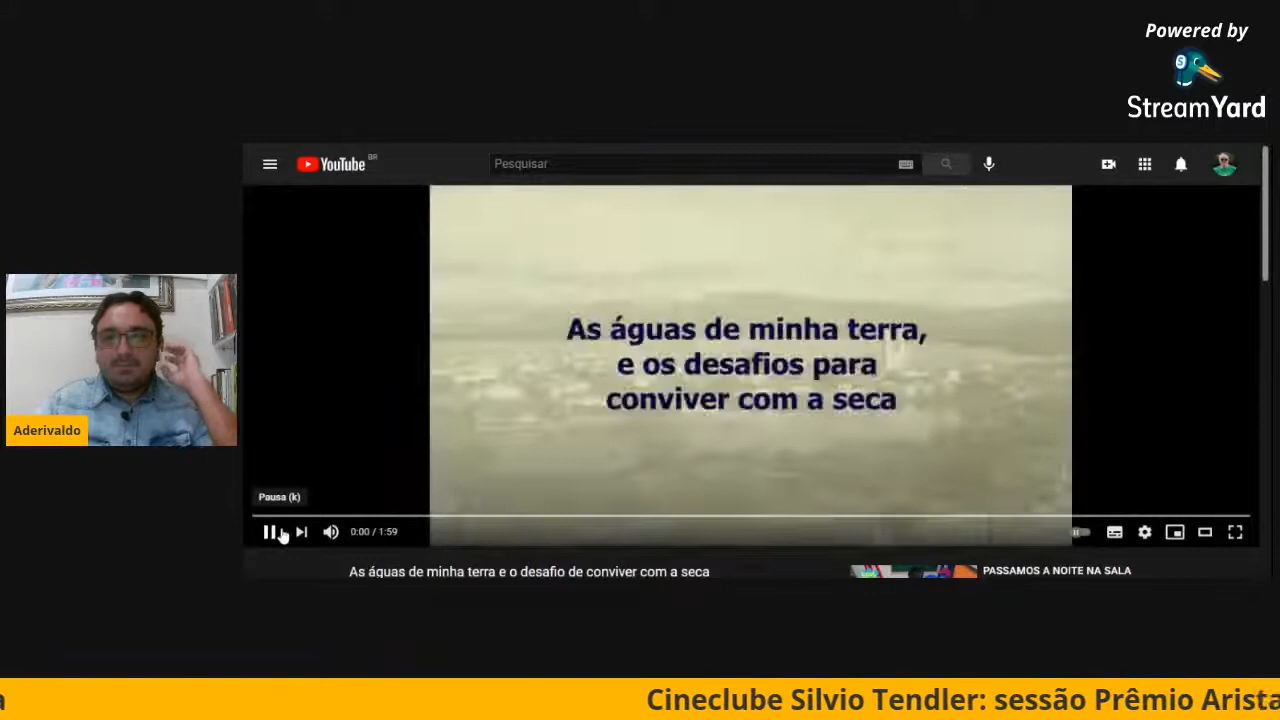 Powered by
StreamYard
YouTube BR
Pesquisar
As águas de minha terra,
e os desafios para
conviver com a seca
Aderivaldo
Pausa (k)
0:00 / 1:59
As águas de minha terra e o desafio de conviver com a seca
PASSAMOS A NOITE NA SALA
a
Cineclube Silvio Tendler: sessão Prêmio Arista